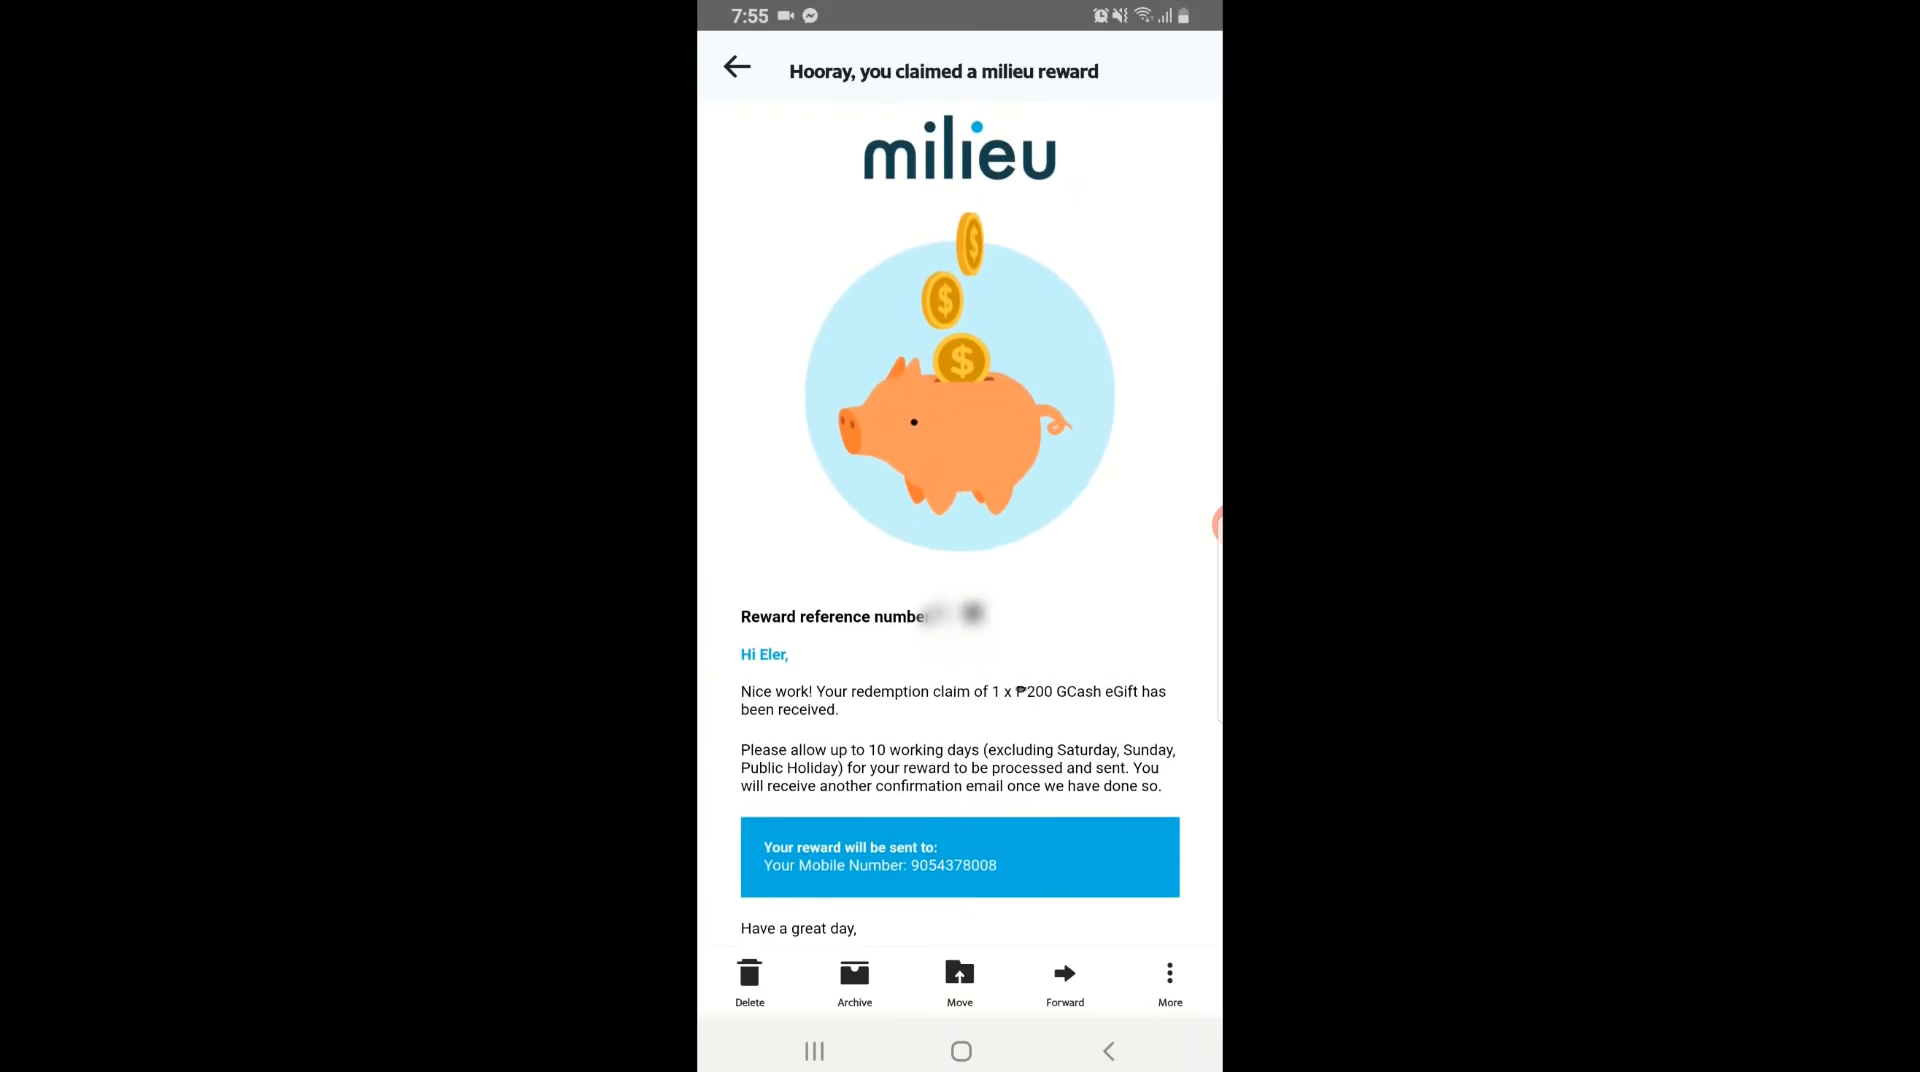 7:55
Hooray, you claimed a milieu reward
milieu
$
$
$
Reward reference number
Hi Eler,
Nice work! Your redemption claim of 1 x ₱200 GCash eGift has
been received.
Please allow up to 10 working days (excluding Saturday, Sunday,
Public Holiday) for your reward to be processed and sent. You
will receive another confirmation email once we have done so.
Your reward will be sent to:
Your Mobile Number: 9054378008
Have a great day,
Delete Archive Move Forward More